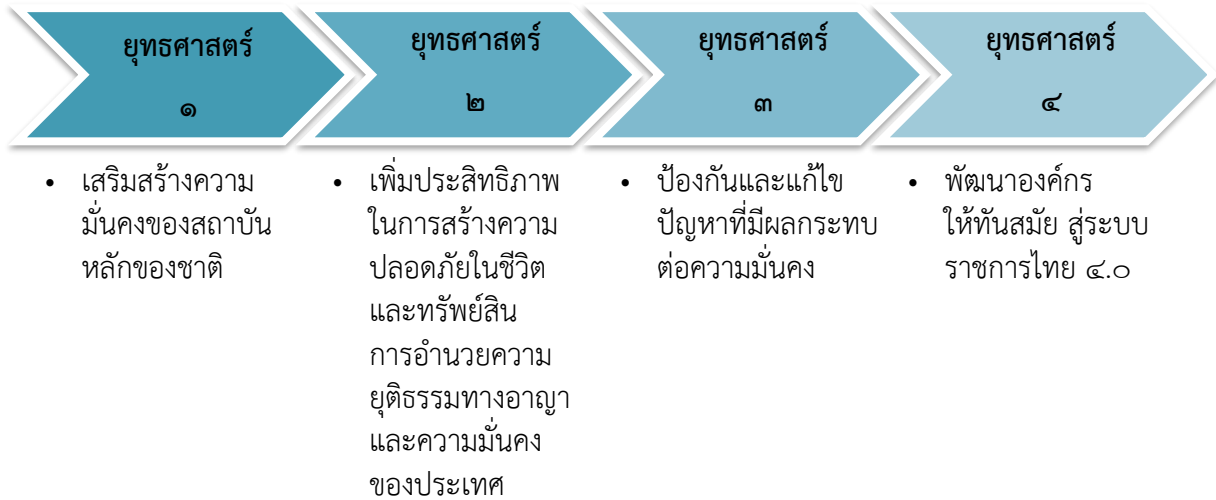 ยุทธศาสตร์
๑
เสริมสร้างความ
มั่นคงของสถาบัน
หลักของชาติ
ยุทธศาสตร์
๒
เพิ่มประสิทธิภาพ
ในการสร้างความ
ปลอดภัยในชีวิต
และทรัพย์สิน
การอำนวยความ
ยุติธรรมทางอาญา
และความมั่นคง
ของประเทศ
ยุทธศาสตร์
๓
ป้องกันและแก้ไข
ปัญหาที่มีผลกระทบ
ต่อความมั่นคง
ยุทธศาสตร์
๔
พัฒนาองค์กร
ให้ทันสมัย สู่ระบบ
ราชการไทย ๔.๐